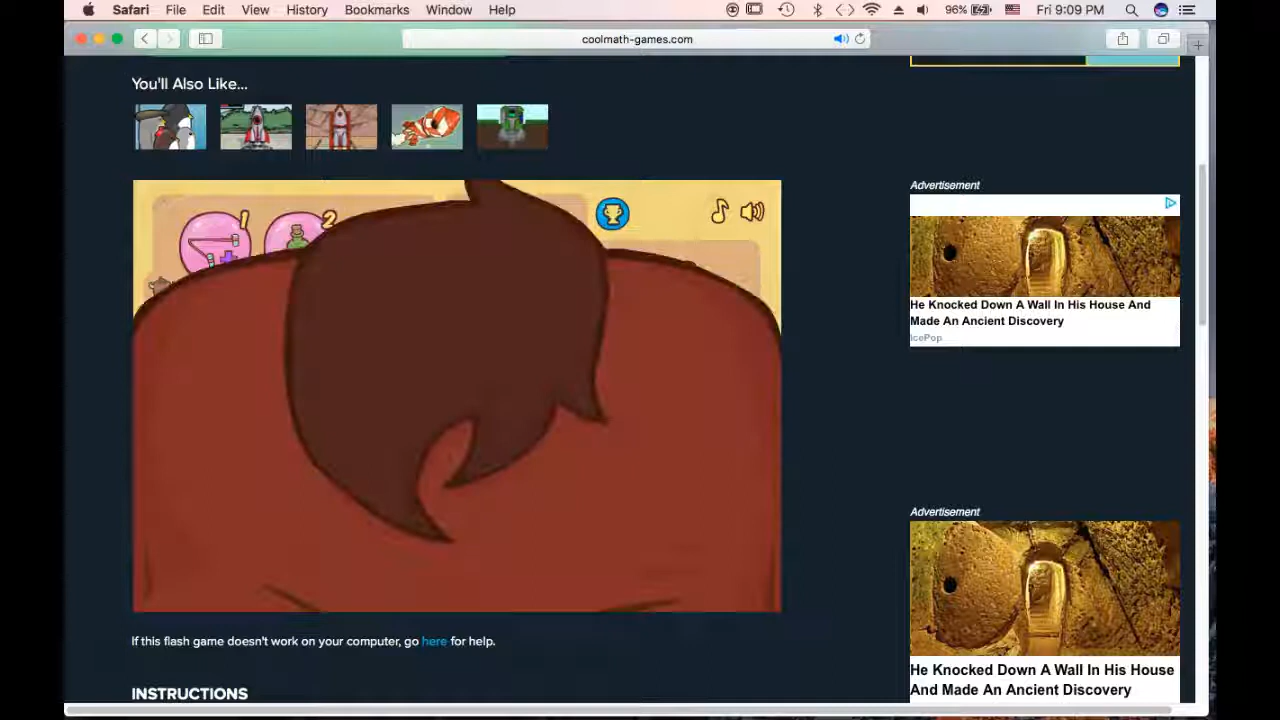 Safari File Edit View History Bookmarks Window Help 96% Fri 9:09 PM
coolmath-games.com
You'll Also Like...
1 2
Advertisement
He Knocked Down A Wall In His House And
Made An Ancient Discovery
IcePop
If this flash game doesn't work on your computer, go here for help.
INSTRUCTIONS
Advertisement
He Knocked Down A Wall In His House
And Made An Ancient Discovery